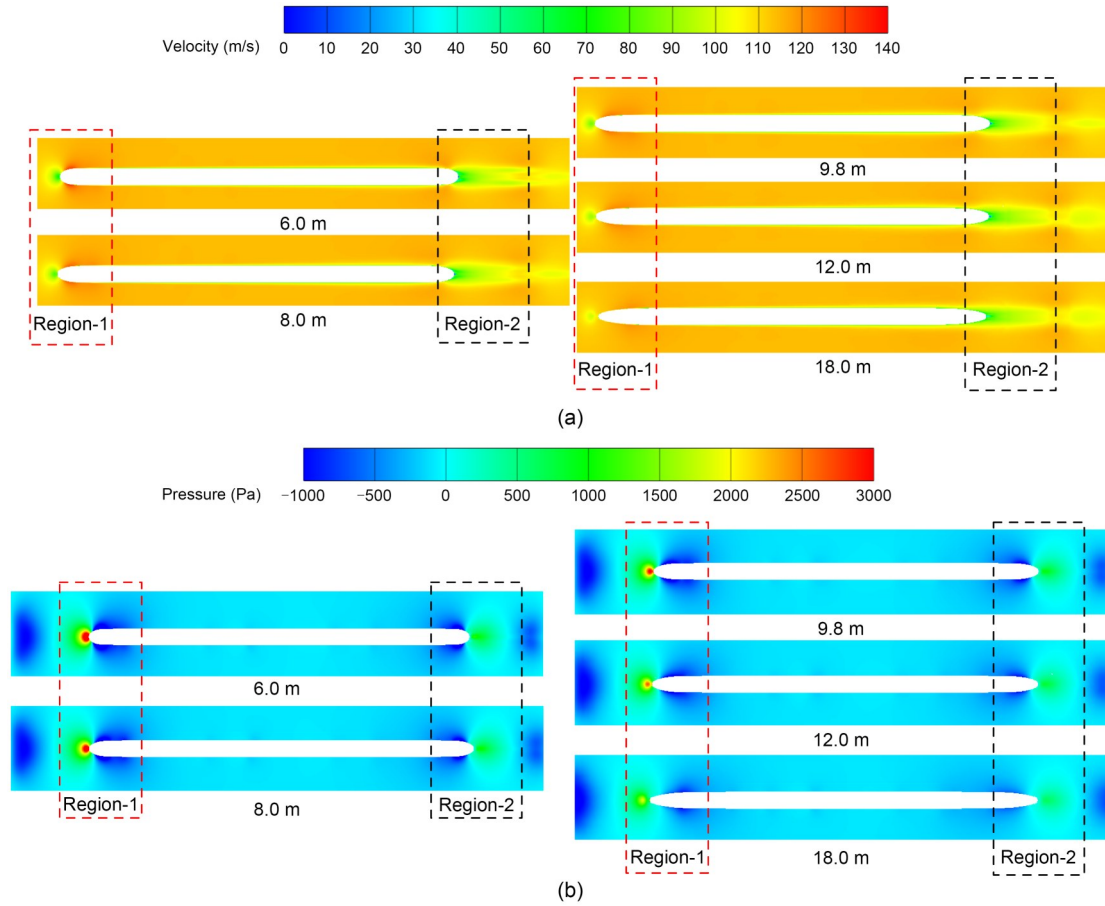 Velocity (m/s) 0 10 20 30 40 50 60 70 80 90 100 110 120 130 140
6.0 m
8.0 m
Region-1
Region-2
9.8 m
12.0 m
18.0 m
Region-1
Region-2
(a)
Pressure (Pa) −1000 −500 0 500 1000 1500 2000 2500 3000
6.0 m
8.0 m
Region-1
Region-2
9.8 m
12.0 m
18.0 m
Region-1
Region-2
(b)